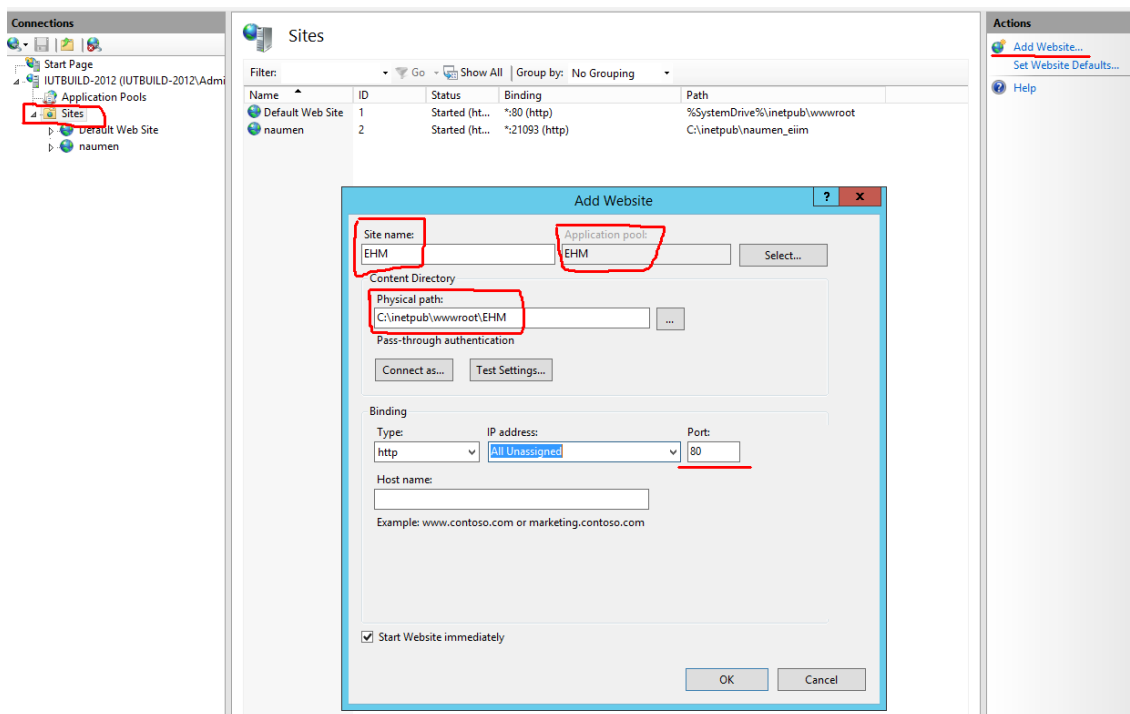 Connections
Start Page
IUTBUILD-2012 (IUTBUILD-2012\Admi
Application Pools
Sites
Default Web Site
naumen
Sites
Filter: Go Show All Group by: No Grouping
Name ID Status Binding Path
Default Web Site 1 Started (ht... *:80 (http) %SystemDrive%\inetpub\wwwroot
naumen 2 Started (ht... *:21093 (http) C:\inetpub\naumen_eiim
Add Website ? x
Site name: Application pool:
EHM EHM Select...
Content Directory
Physical path:
C:\inetpub\wwwroot\EHM ...
Pass-through authentication
Connect as... Test Settings...
Binding
Type: IP address: Port:
http All Unassigned 80
Host name:
Example: www.contoso.com or marketing.contoso.com
Start Website immediately
OK Cancel
Actions
Add Website...
Set Website Defaults...
Help